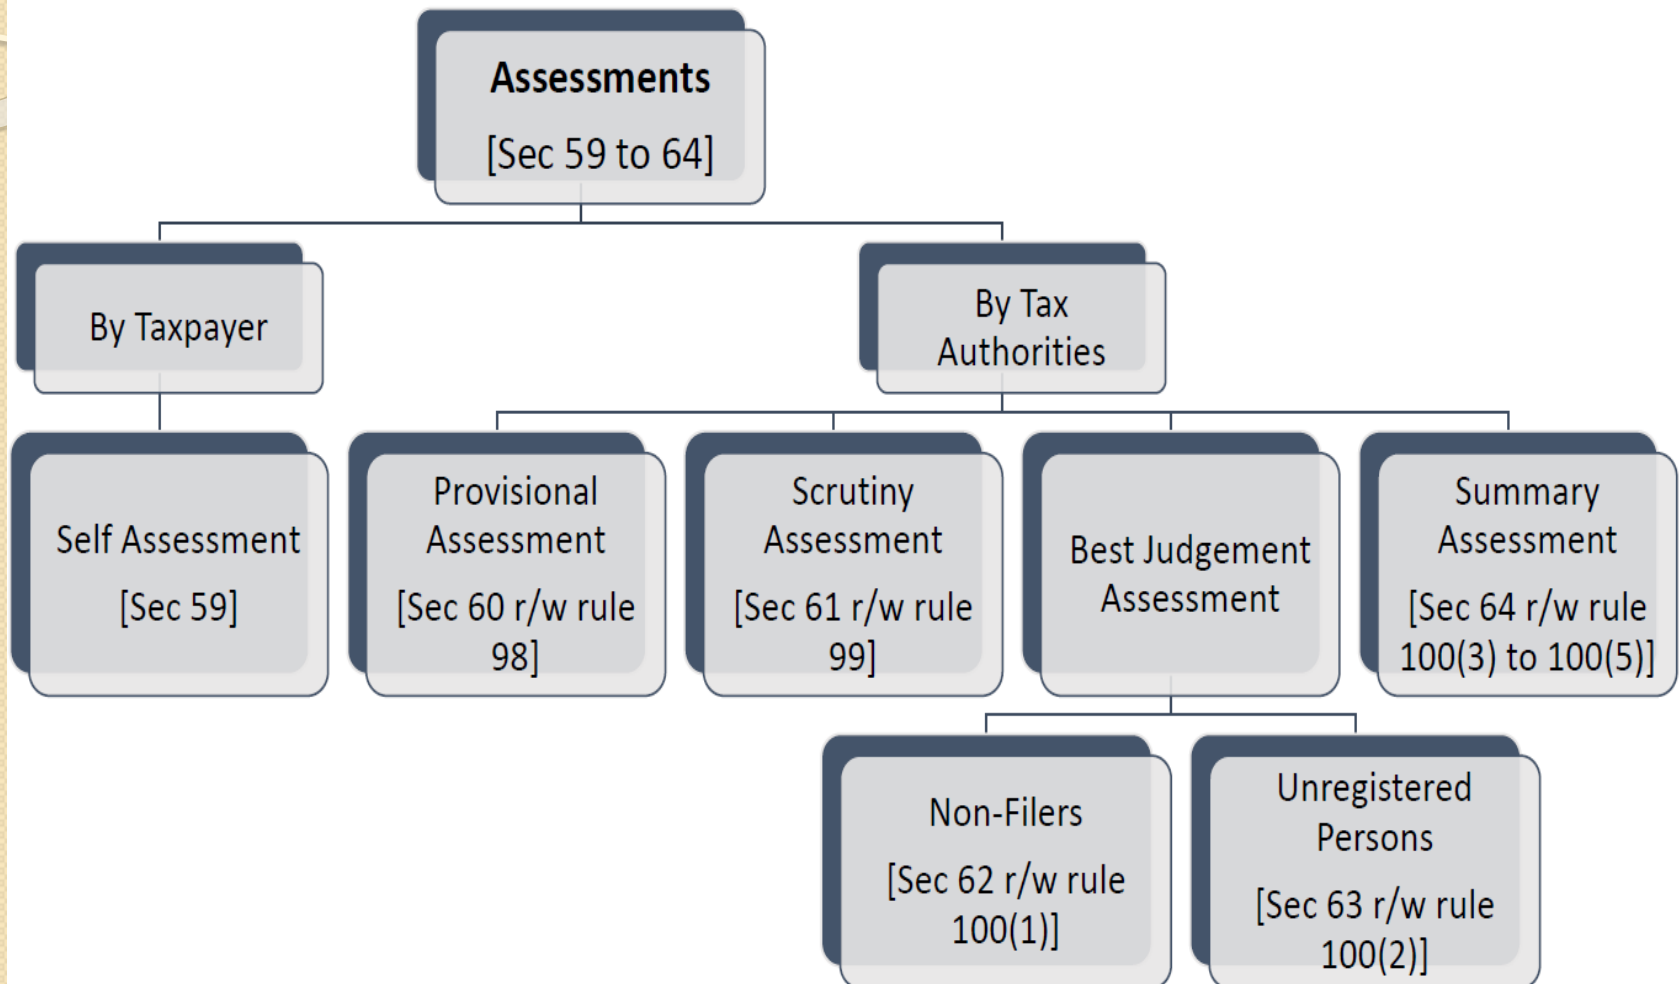 Assessments
[Sec 59 to 64]
By Taxpayer
By Tax
Authorities
Self Assessment
[Sec 59]
Provisional
Assessment
[Sec 60 r/w rule
98]
Scrutiny
Assessment
[Sec 61 r/w rule
99]
Best Judgement
Assessment
Summary
Assessment
[Sec 64 r/w rule
100(3) to 100(5)]
Non-Filers
[Sec 62 r/w rule
100(1)]
Unregistered
Persons
[Sec 63 r/w rule
100(2)]